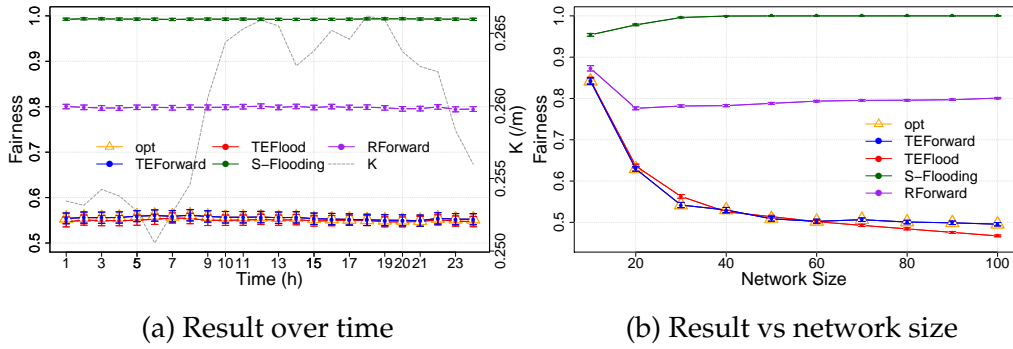 1.0
0.9
0.8
0.7
0.6
0.5
Fairness
opt
TEForward
TEFlood
S−Flooding
RForward
K
0.265
0.260
0.255
0.250
K (/m)
1 3 5 7 9 10 11 13 15 17 19 20 21 23
Time (h)
(a) Result over time
1.0
0.9
0.8
0.7
0.6
0.5
Fairness
opt
TEForward
TEFlood
S−Flooding
RForward
20 40 60 80 100
Network Size
(b) Result vs network size